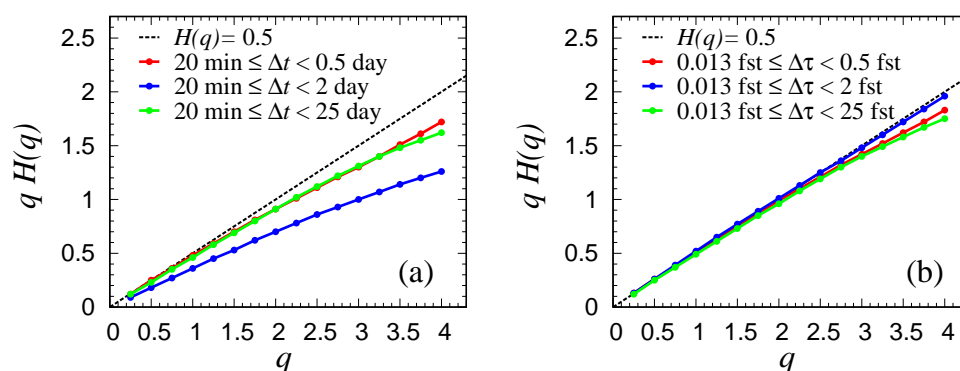 2.5
2
1.5
1
0.5
0
q H(q)
H(q)= 0.5
20 min ≤ Δt < 0.5 day
20 min ≤ Δt < 2 day
20 min ≤ Δt < 25 day
(a)
0 0.5 1 1.5 2 2.5 3 3.5 4
q
2.5
2
1.5
1
0.5
0
q H(q)
H(q)= 0.5
0.013 fst ≤ Δτ < 0.5 fst
0.013 fst ≤ Δτ < 2 fst
0.013 fst ≤ Δτ < 25 fst
(b)
0 0.5 1 1.5 2 2.5 3 3.5 4
q